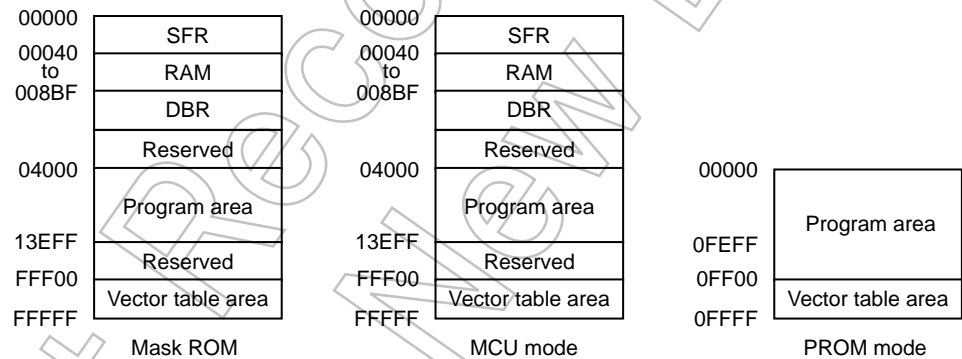 00000
SFR
00040
to
008BF
RAM
DBR
Reserved
04000
Program area
13EFF
Reserved
FFF00
Vector table area
FFFFF
Mask ROM
00000
SFR
00040
to
008BF
RAM
DBR
Reserved
04000
Program area
13EFF
Reserved
FFF00
Vector table area
FFFFF
MCU mode
00000
Program area
0FEFF
0FF00
Vector table area
0FFFF
PROM mode